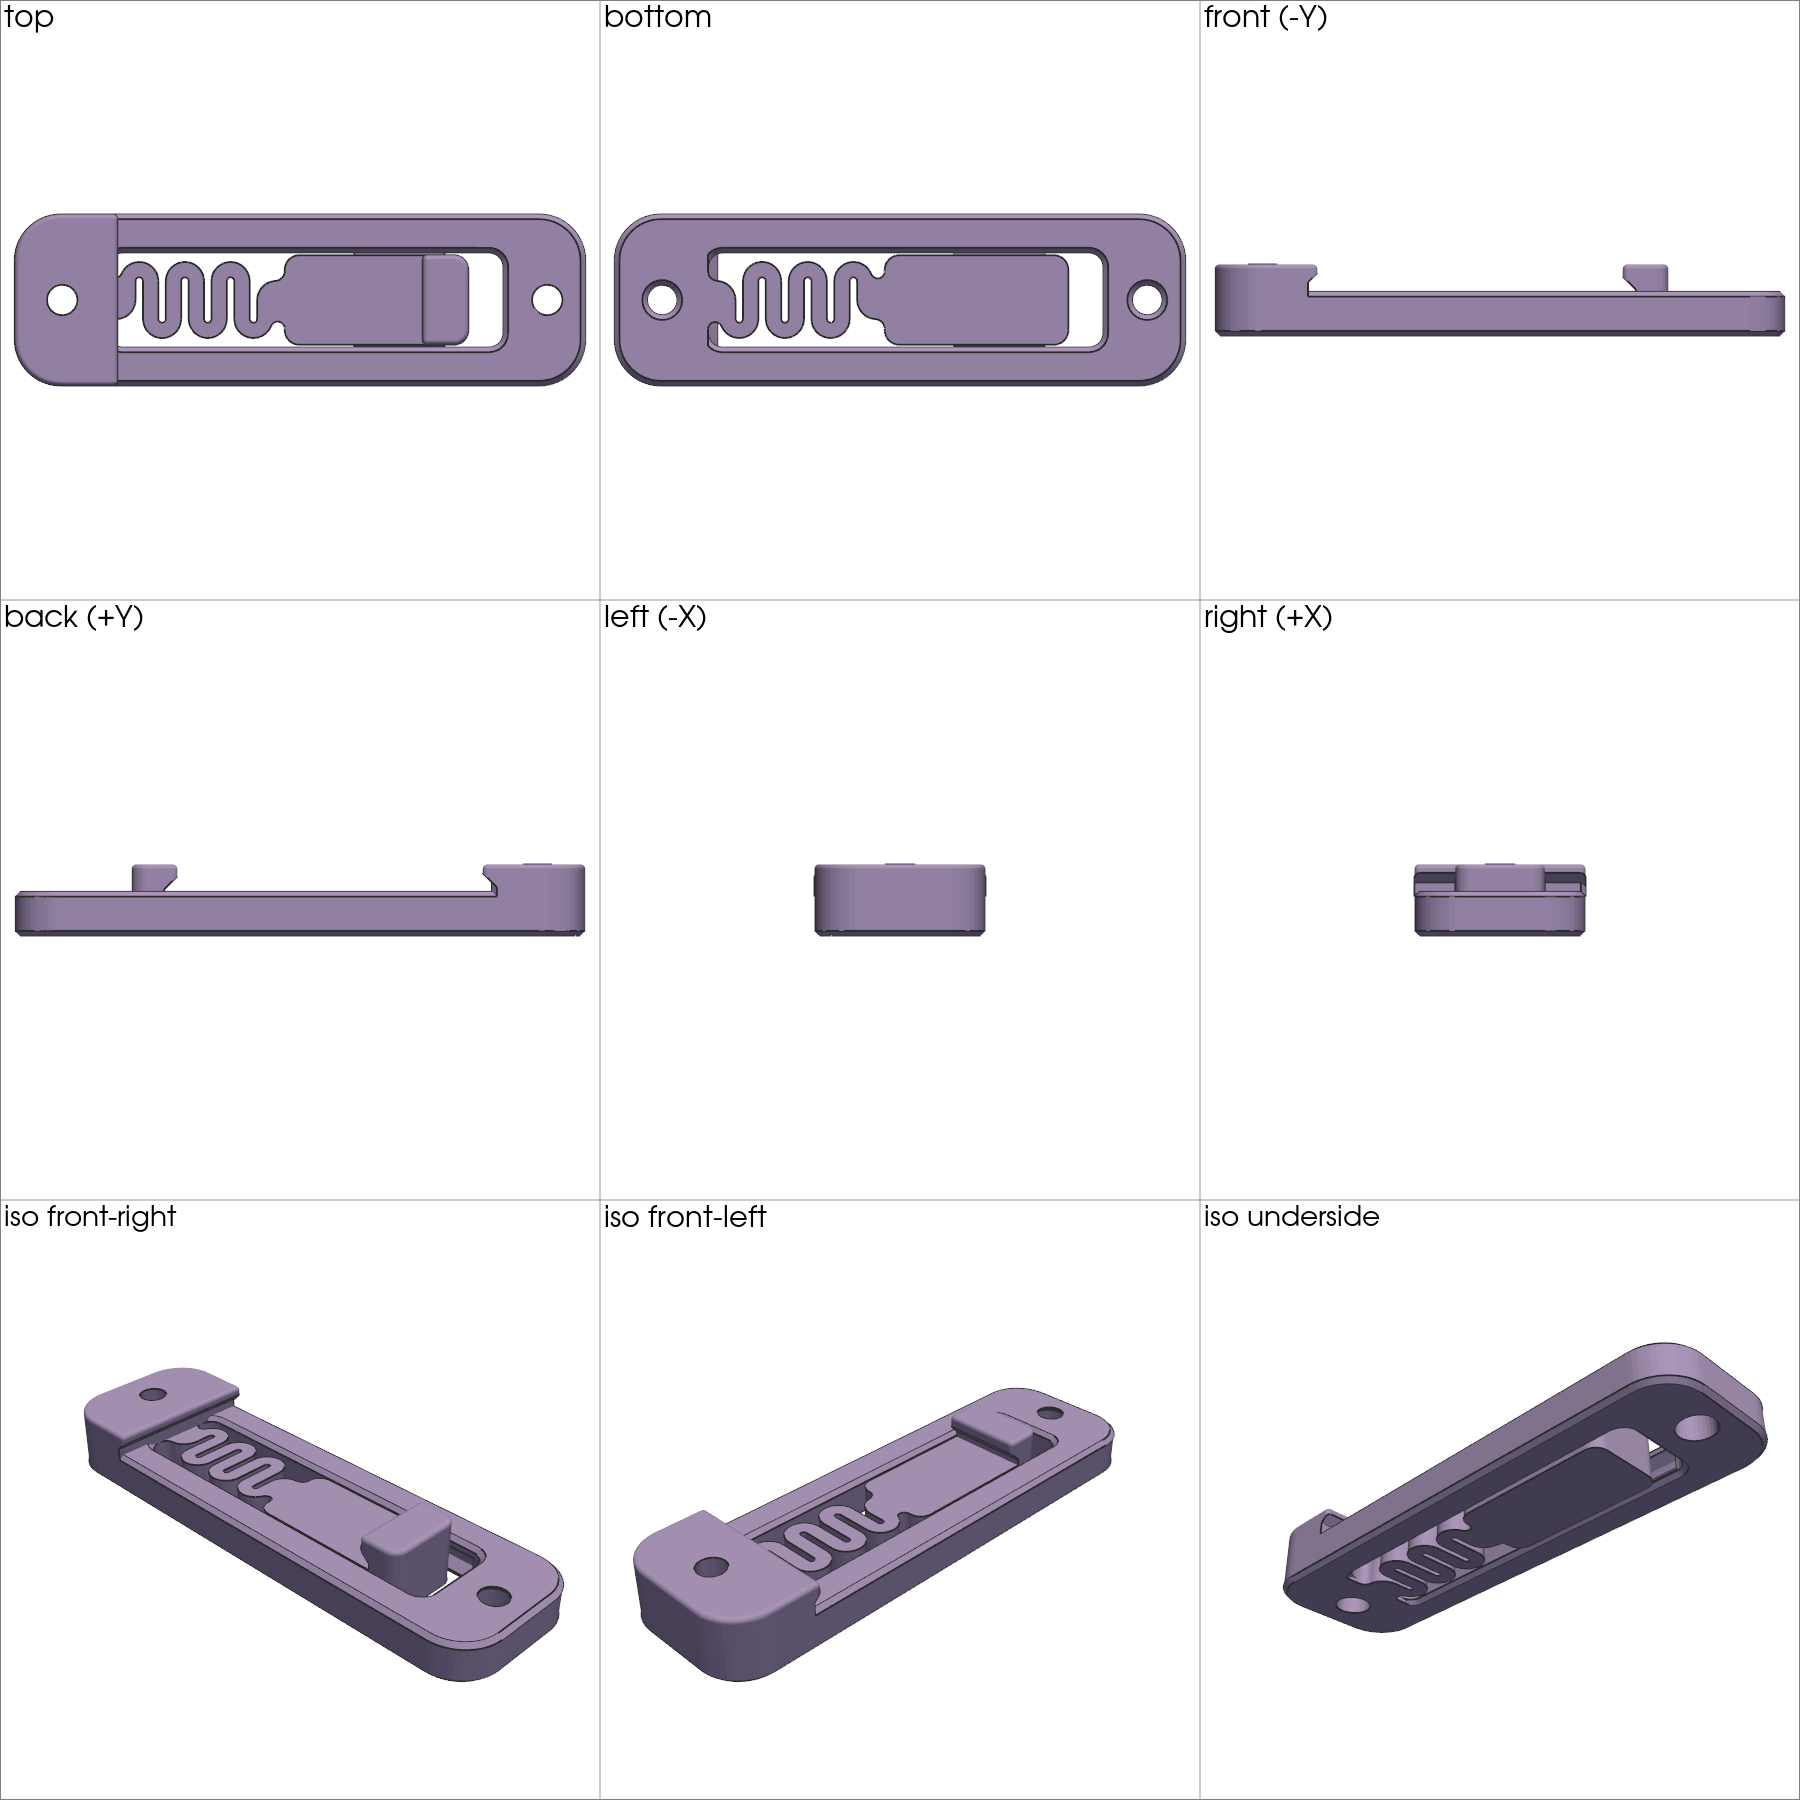 top
bottom
front (-Y)
back (+Y)
left (-X)
right (+X)
iso front-right
iso front-left
iso underside